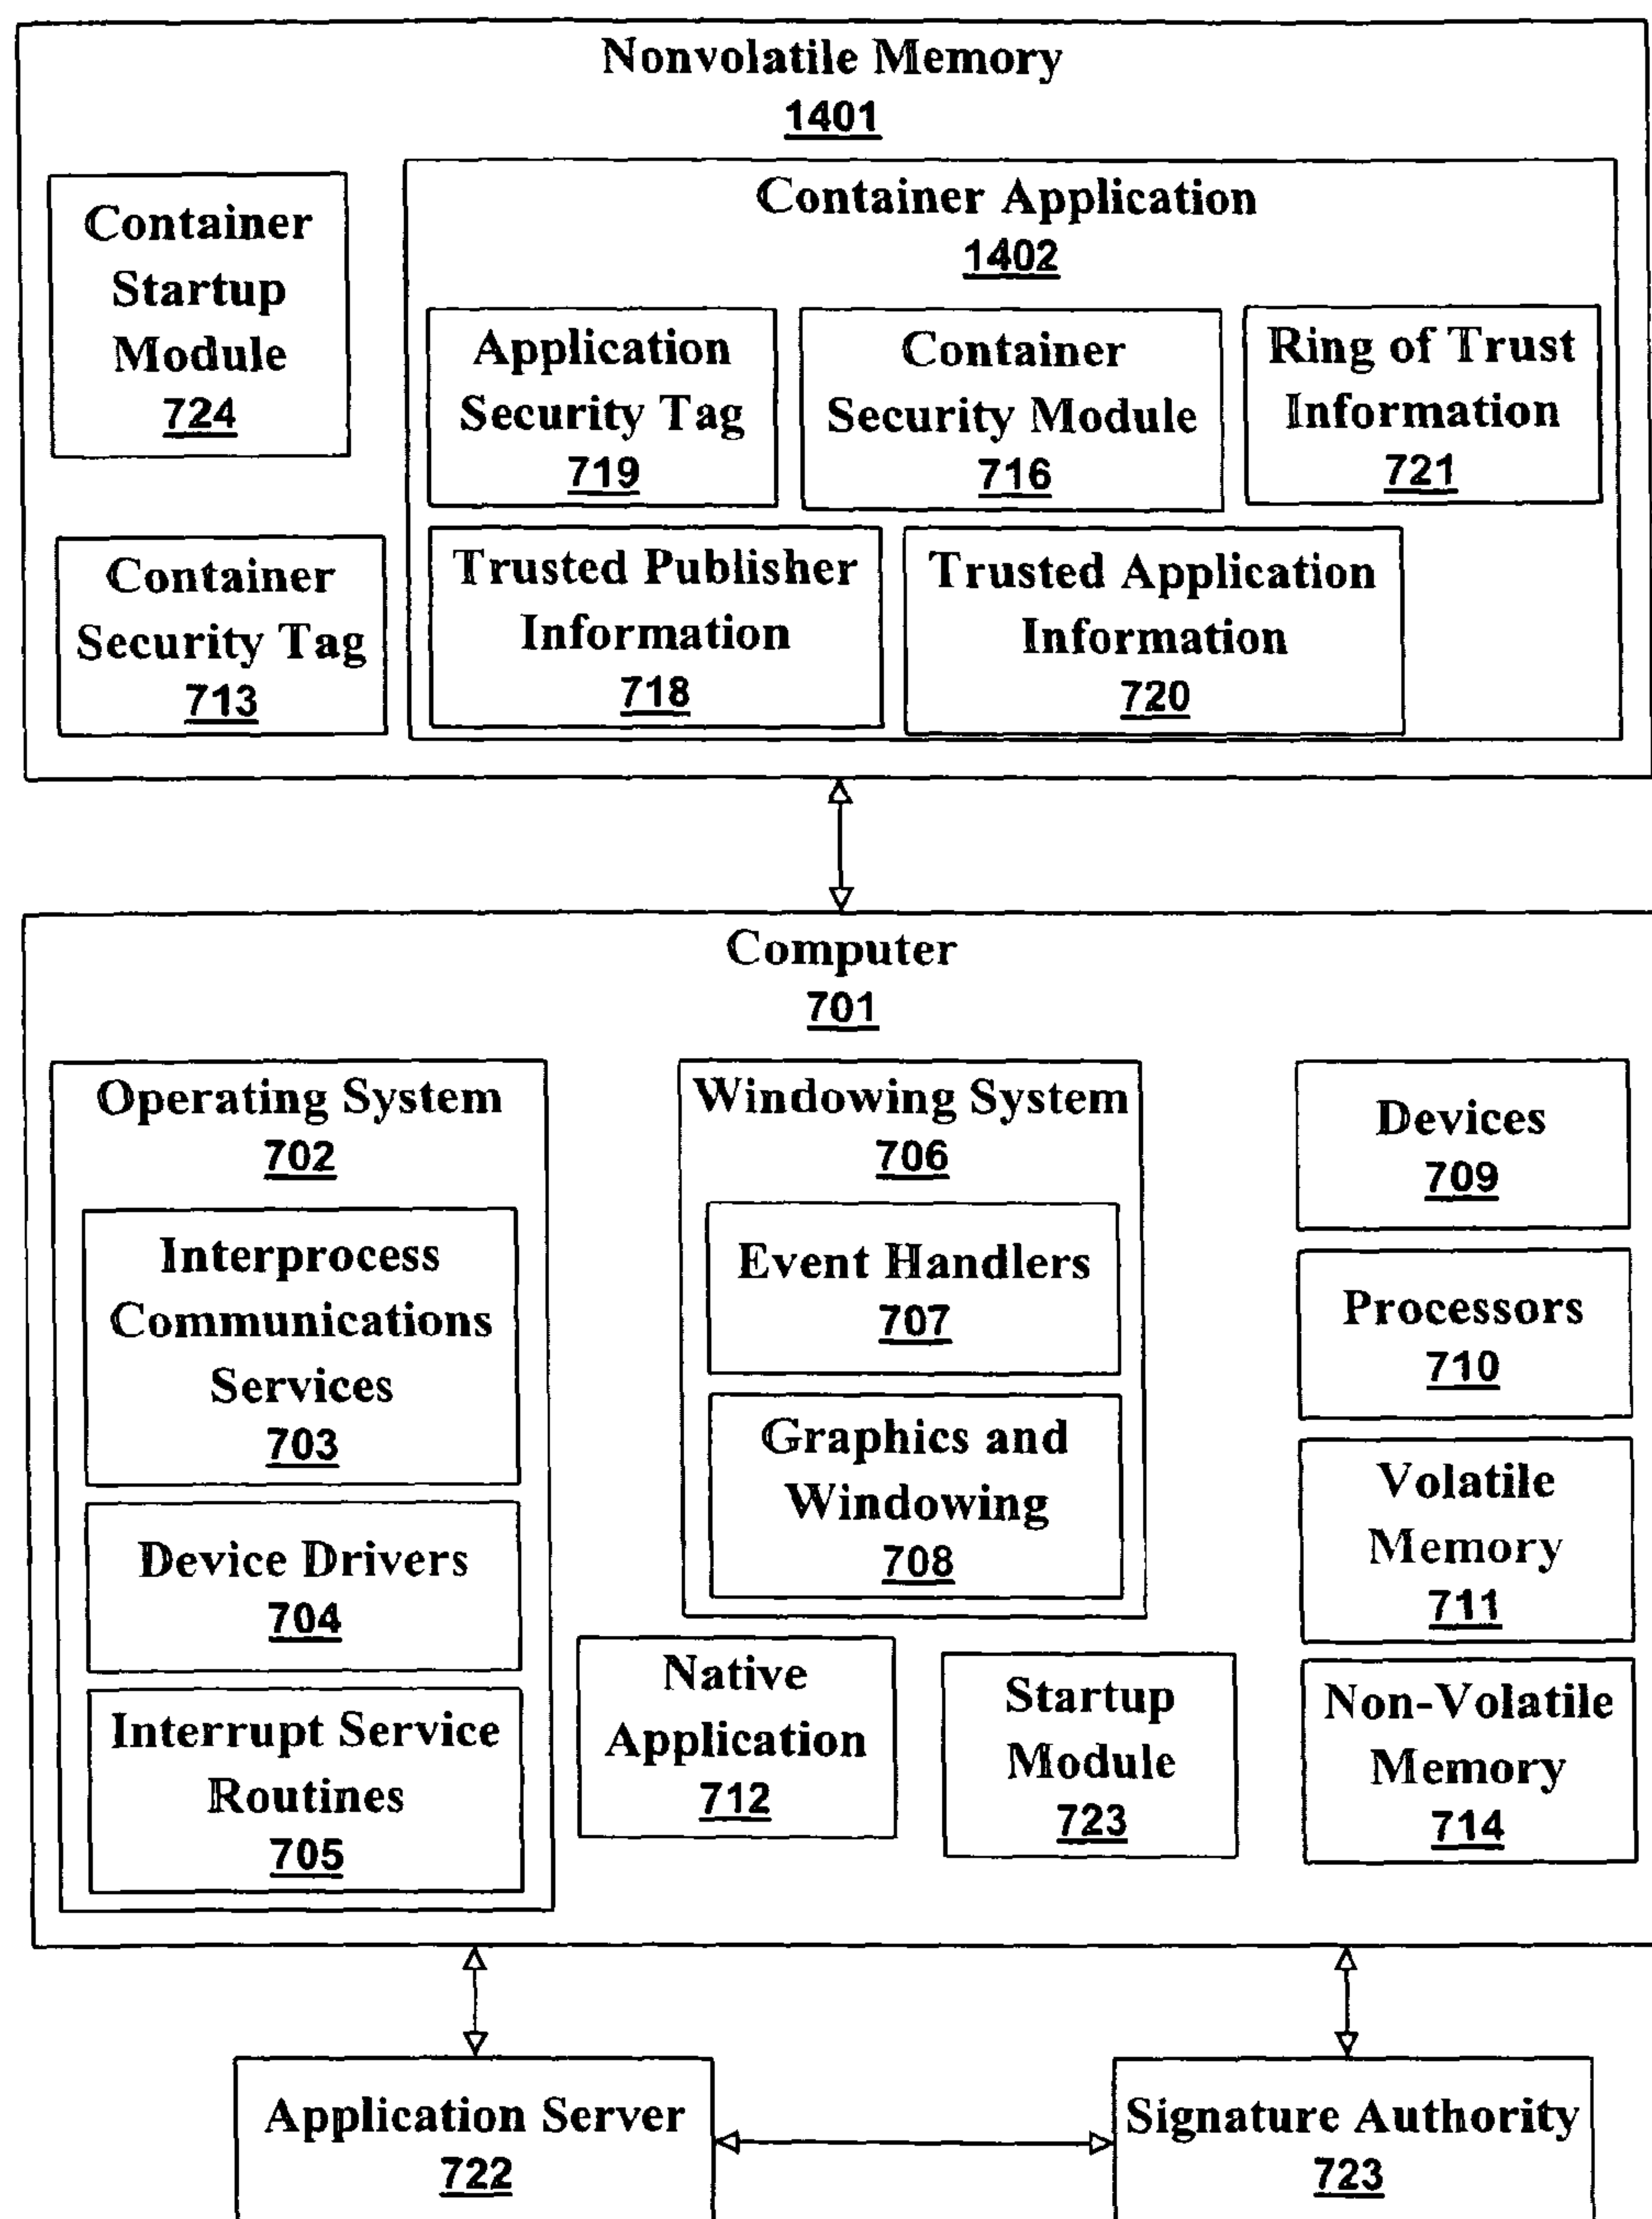 Nonvolatile Memory
1401
Container
Startup
Module
724
Container
Security Tag
713
Container Application
1402
Application
Security Tag
719
Container
Security Module
716
Ring of Trust
Information
721
Trusted Publisher
Information
718
Trusted Application
Information
720
Computer
701
Operating System
702
Interprocess
Communications
Services
703
Device Drivers
704
Interrupt Service
Routines
705
Windowing System
706
Event Handlers
707
Graphics and
Windowing
708
Native
Application
712
Startup
Module
723
Devices
709
Processors
710
Volatile
Memory
711
Non-Volatile
Memory
714
Application Server
722
Signature Authority
723